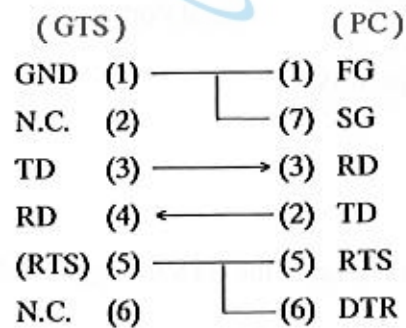 (GTS) (PC)
GND (1) (1) FG
N.C. (2) (7) SG
TD (3) (3) RD
RD (4) (2) TD
(RTS) (5) (5) RTS
N.C. (6) (6) DTR